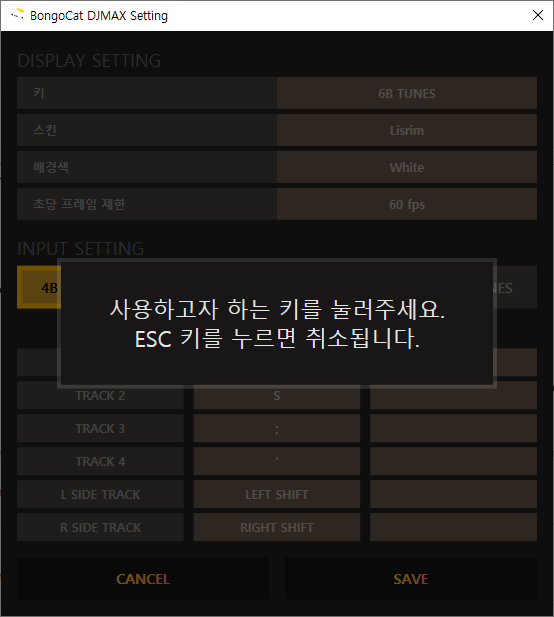 BongoCat DJMAX Setting
DISPLAY SETTING
키 6B TUNES
스킨 Lisrim
배경색 White
초당 프레임 제한 60 fps
INPUT SETTING
4B
사용하고자 하는 키를 눌러주세요.
ESC 키를 누르면 취소됩니다.
TRACK 2 S
TRACK 3 ;
TRACK 4 '
L SIDE TRACK LEFT SHIFT
R SIDE TRACK RIGHT SHIFT
CANCEL SAVE